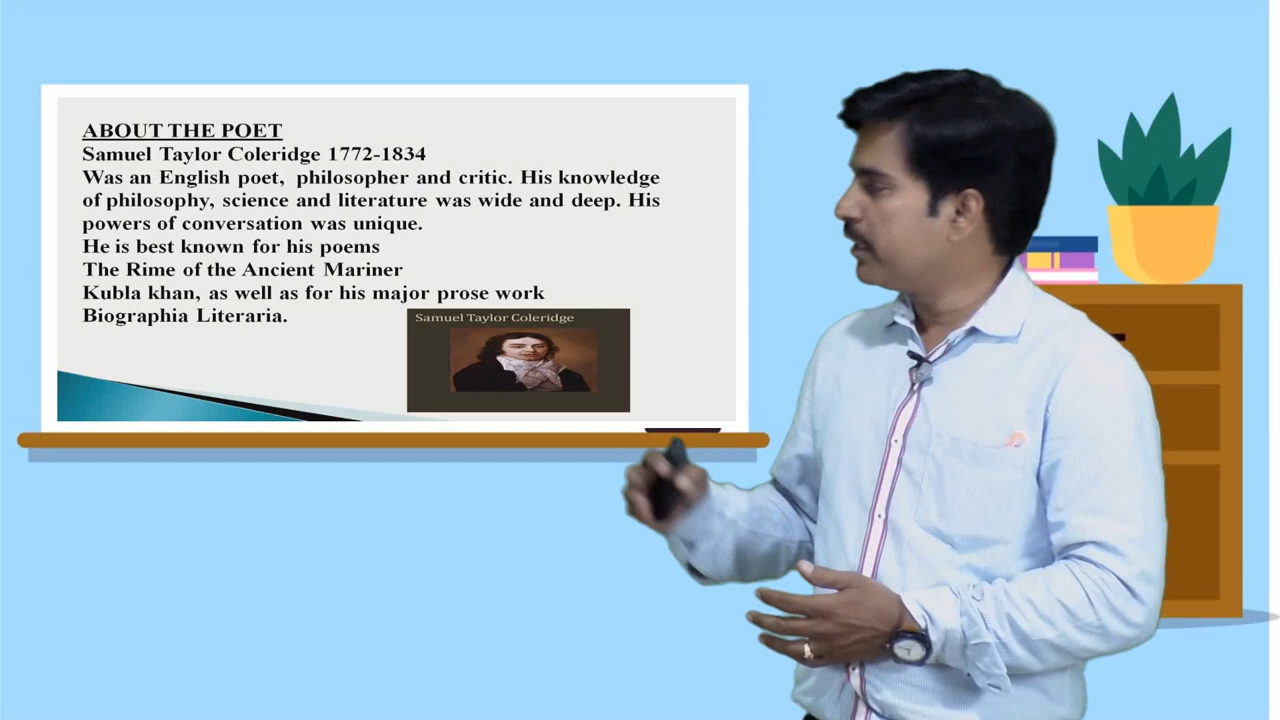 ABOUT THE POET
Samuel Taylor Coleridge 1772-1834
Was an English poet, philosopher and critic. His knowledge
of philosophy, science and literature was wide and deep. His
powers of conversation was unique.
He is best known for his poems
The Rime of the Ancient Mariner
Kubla khan, as well as for his major prose work
Biographia Literaria.
Samuel Taylor Coleridge